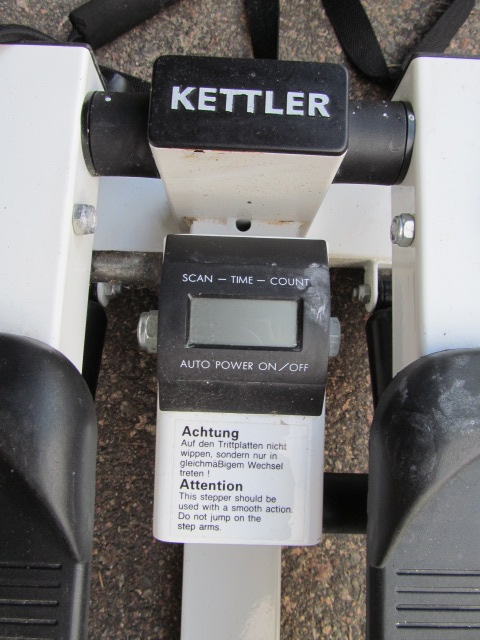 KETTLER
SCAN – TIME – COUNT
AUTO POWER ON/OFF
Achtung
Auf den Trittplatten nicht
wippen, sondern nur in
gleichmäßigem Wechsel
treten !
Attention
This stepper should be
used with a smooth action.
Do not jump on the
step arms.